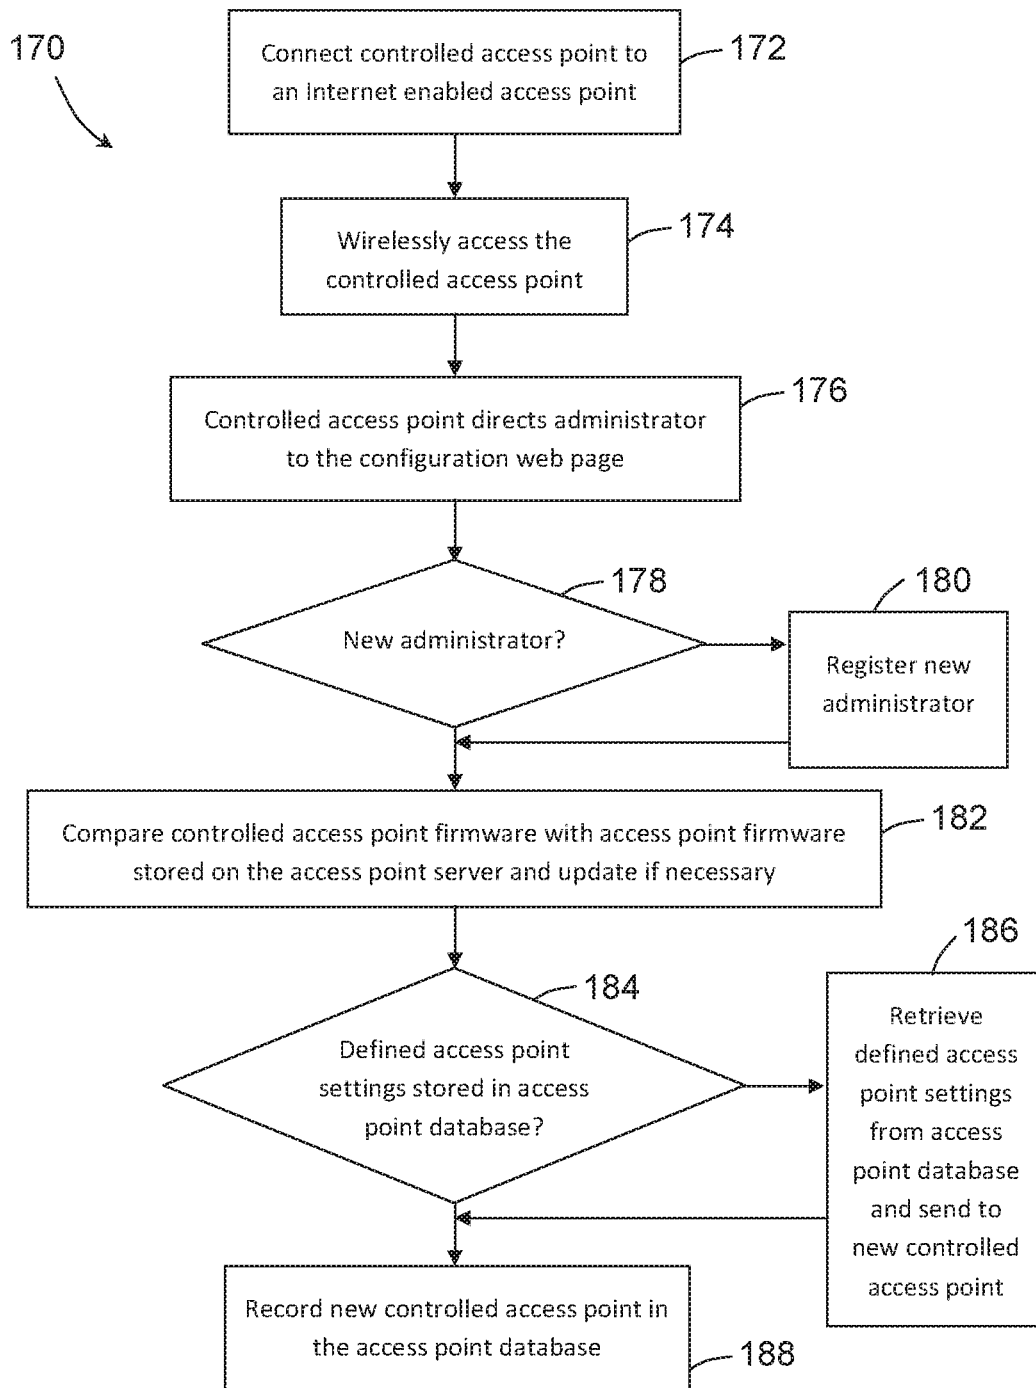 170
Connect controlled access point to
an Internet enabled access point
172
Wirelessly access the
controlled access point
174
Controlled access point directs administrator
to the configuration web page
176
New administrator?
178
180
Register new
administrator
Compare controlled access point firmware with access point firmware
stored on the access point server and update if necessary
182
Defined access point
settings stored in access
point database?
184
186
Retrieve
defined access
point settings
from access
point database
and send to
new controlled
access point
Record new controlled access point in
the access point database
188